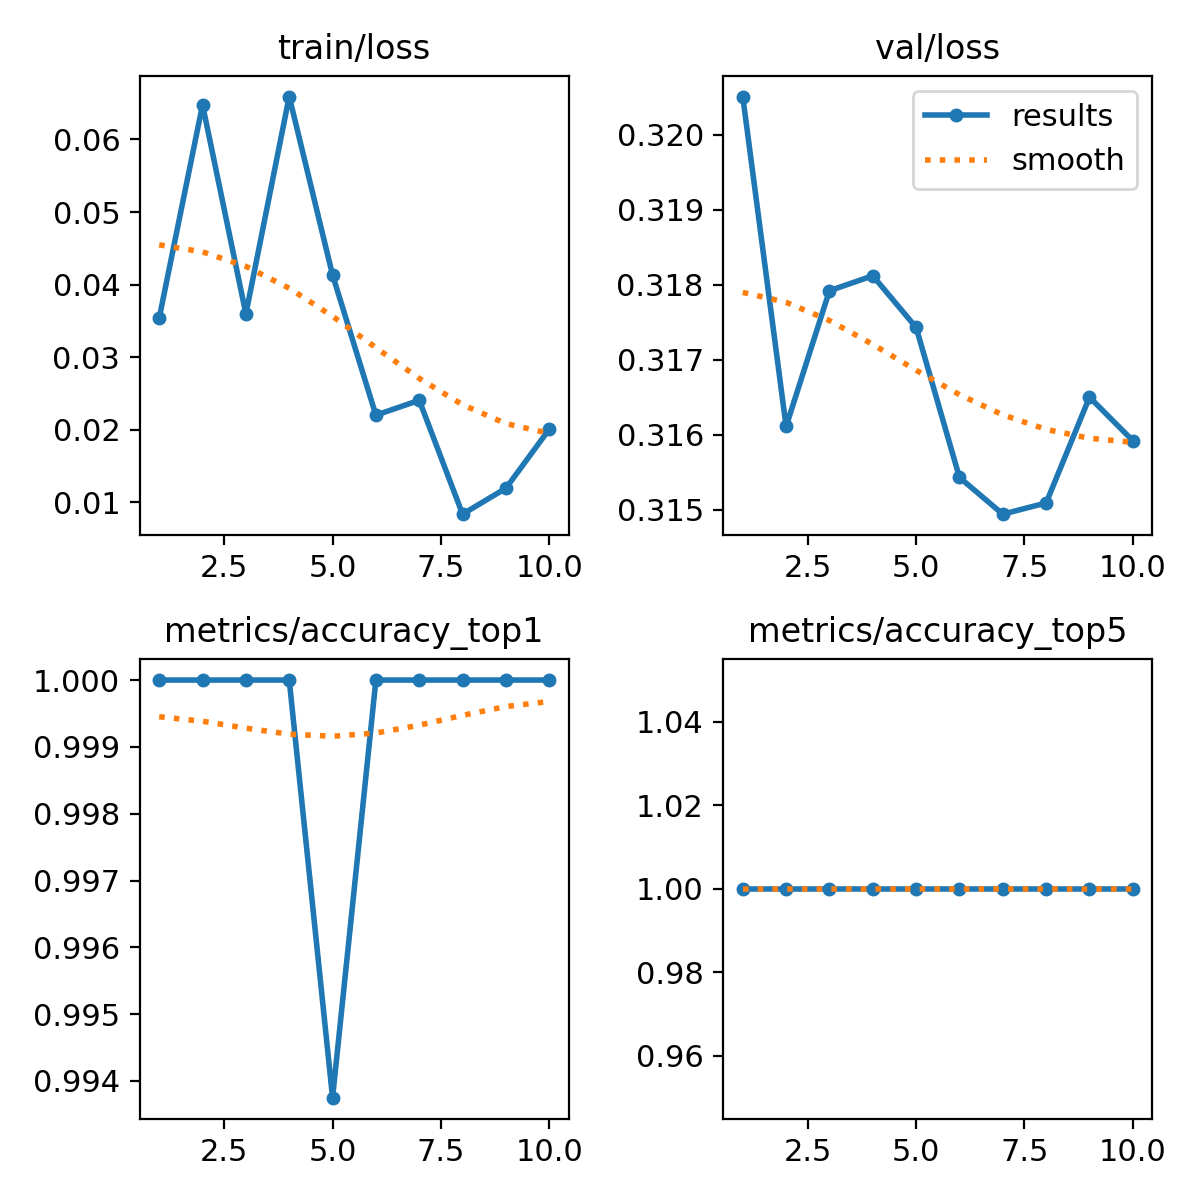 train/loss
0.06
0.05
0.04
0.03
0.02
0.01
2.5 5.0 7.5 10.0
val/loss
results
smooth
0.320
0.319
0.318
0.317
0.316
0.315
2.5 5.0 7.5 10.0
metrics/accuracy_top1
1.000
0.999
0.998
0.997
0.996
0.995
0.994
2.5 5.0 7.5 10.0
metrics/accuracy_top5
1.04
1.02
1.00
0.98
0.96
2.5 5.0 7.5 10.0